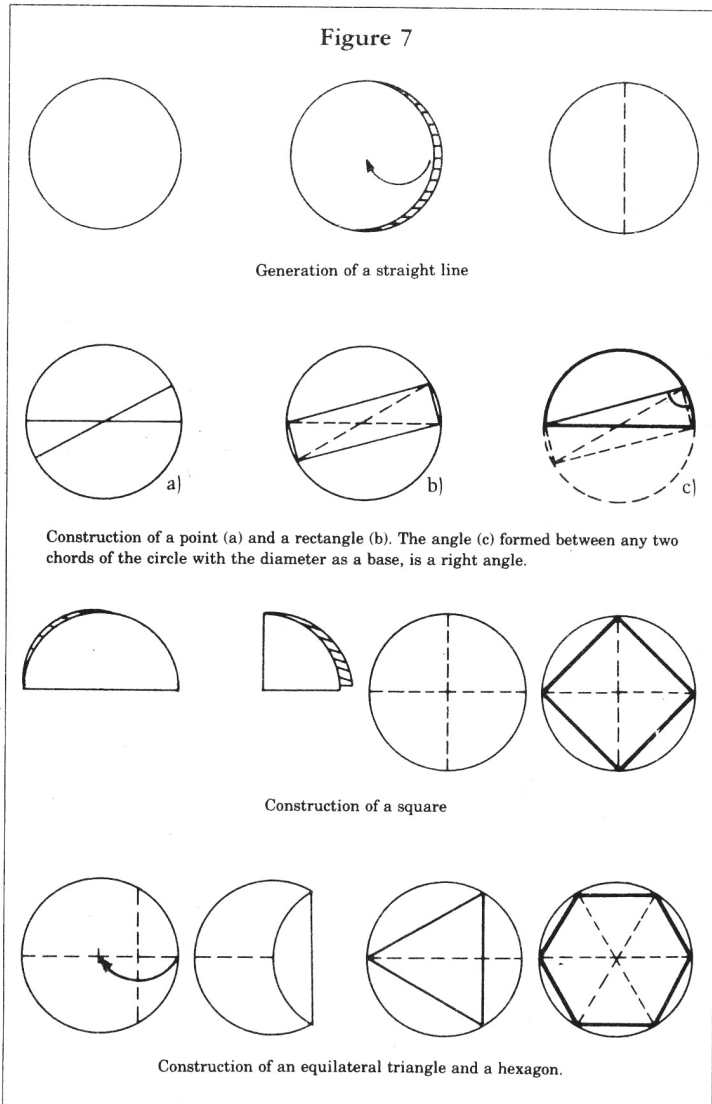 Figure 7
Generation of a straight line
a)
b)
c)
Construction of a point (a) and a rectangle (b). The angle (c) formed between any two
chords of the circle with the diameter as a base, is a right angle.
Construction of a square
Construction of an equilateral triangle and a hexagon.